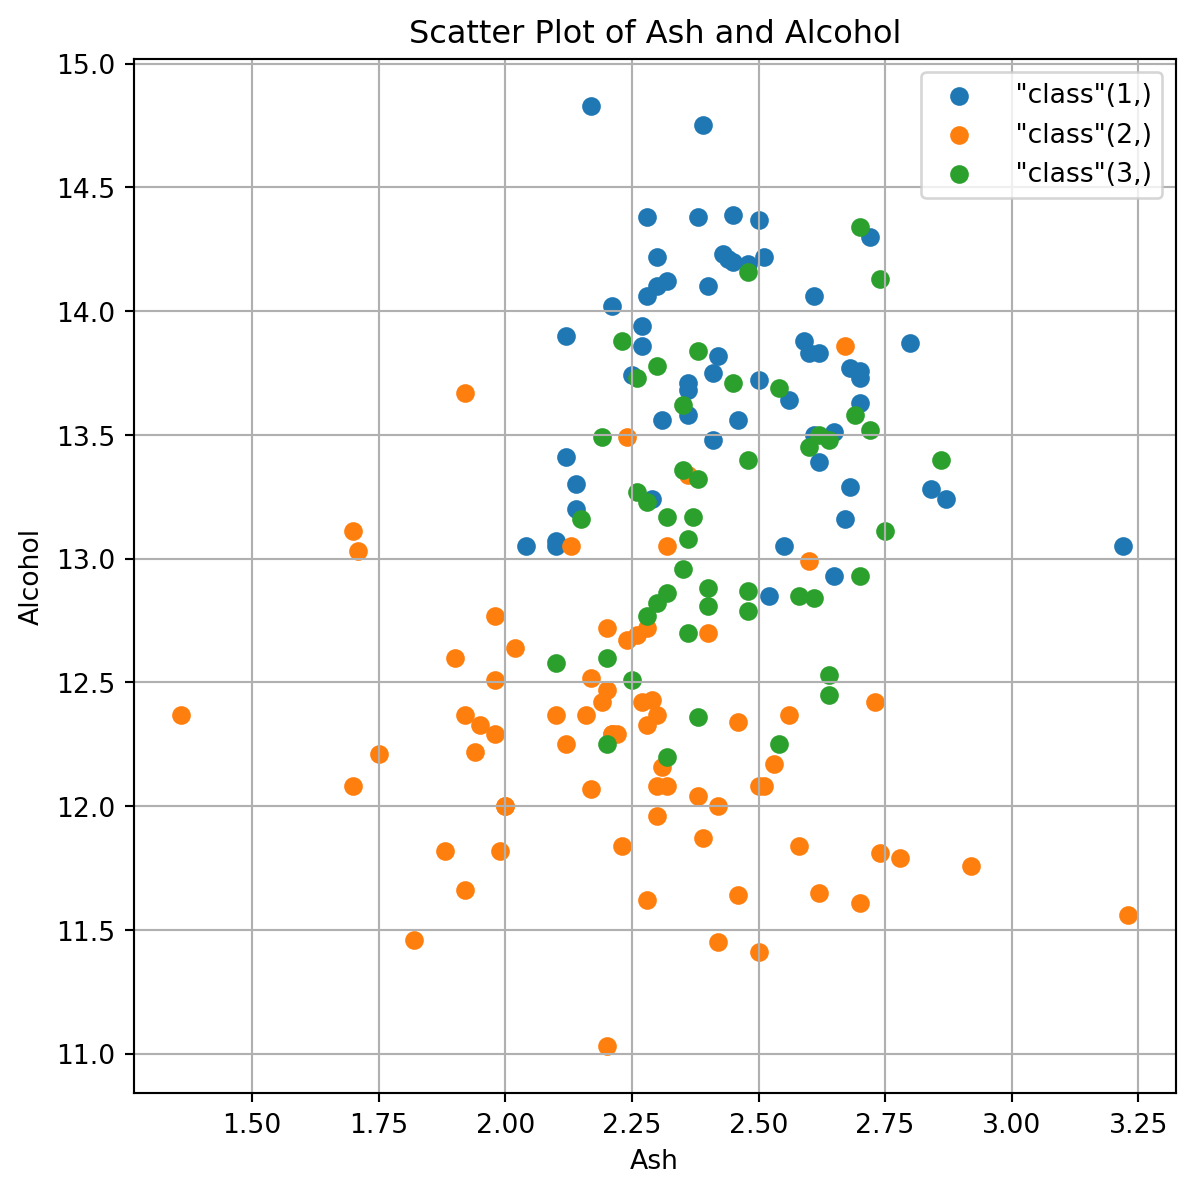 Scatter Plot of Ash and Alcohol
15.0
14.5
14.0
13.5
13.0
12.5
12.0
11.5
11.0
Alcohol
"class"(1,)
"class"(2,)
"class"(3,)
1.50 1.75 2.00 2.25 2.50 2.75 3.00 3.25
Ash